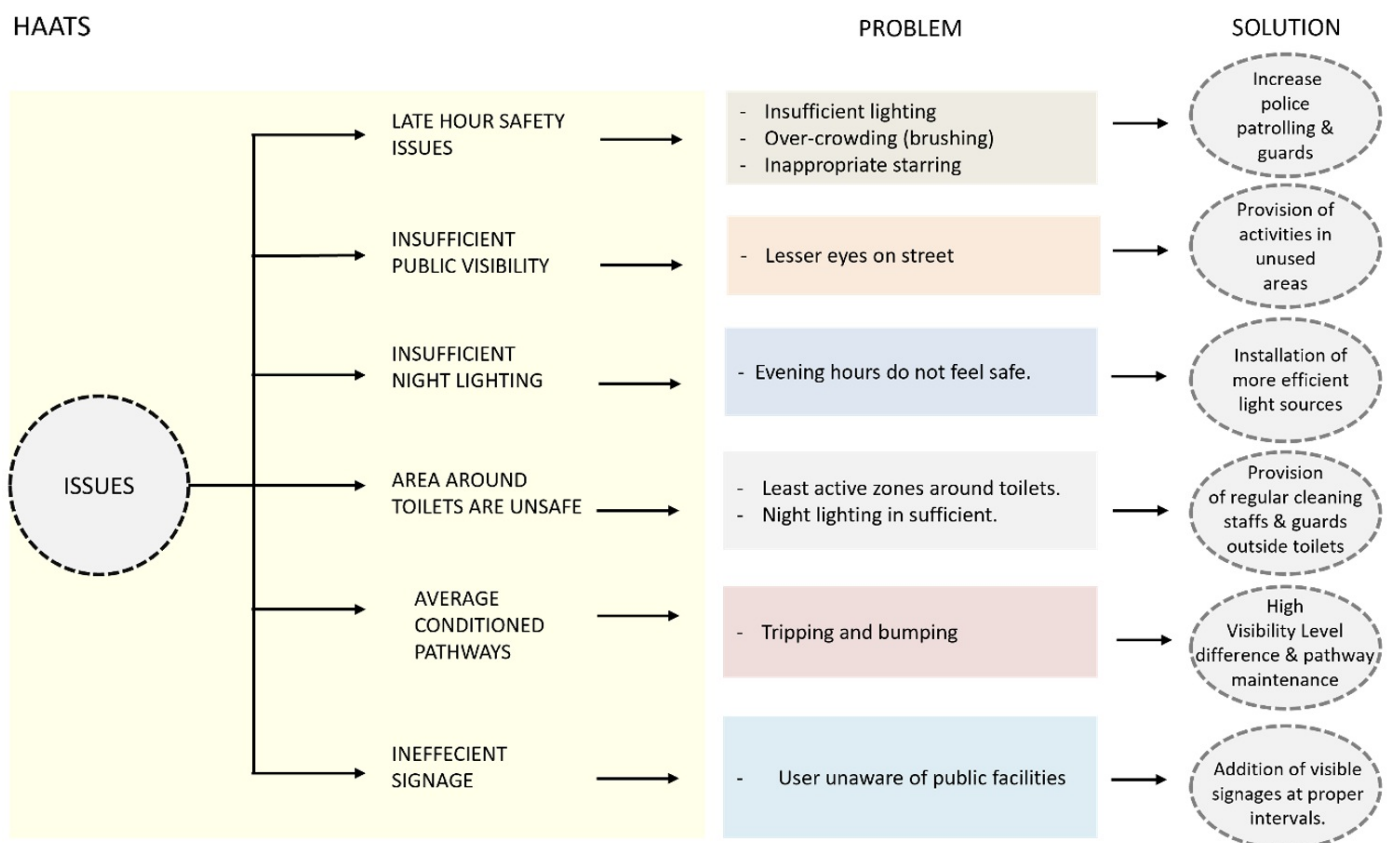 HAATS
PROBLEM
SOLUTION
ISSUES
LATE HOUR SAFETY
ISSUES
- Insufficient lighting
- Over-crowding (brushing)
- Inappropriate starring
Increase
police
patrolling &
guards
INSUFFICIENT
PUBLIC VISIBILITY
- Lesser eyes on street
Provision of
activities in
unused
areas
INSUFFICIENT
NIGHT LIGHTING
- Evening hours do not feel safe.
Installation of
more efficient
light sources
AREA AROUND
TOILETS ARE UNSAFE
- Least active zones around toilets.
- Night lighting in sufficient.
Provision
of regular cleaning
staffs & guards
outside toilets
AVERAGE
CONDITIONED
PATHWAYS
- Tripping and bumping
High
Visibility Level
difference & pathway
maintenance
INEFFECIENT
SIGNAGE
- User unaware of public facilities
Addition of visible
signages at proper
intervals.